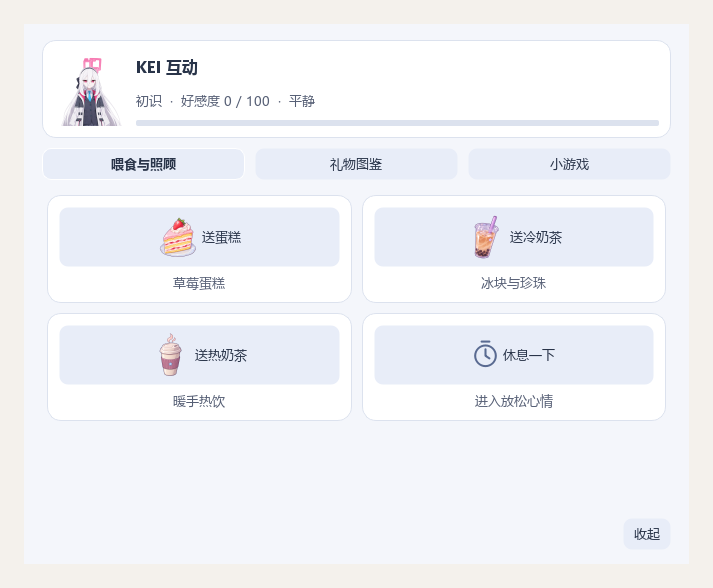 KEI 互动
初识 · 好感度 0 / 100 · 平静
喂食与照顾
礼物图鉴
小游戏
送蛋糕
草莓蛋糕
送冷奶茶
冰块与珍珠
送热奶茶
暖手热饮
休息一下
进入放松心情
收起